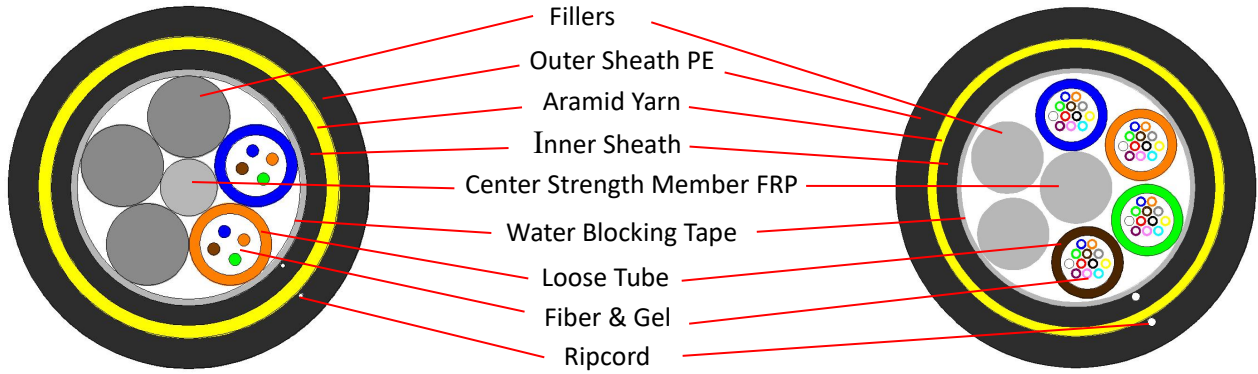 Fillers
Outer Sheath PE
Aramid Yarn
Inner Sheath
Center Strength Member FRP
Water Blocking Tape
Loose Tube
Fiber & Gel
Ripcord